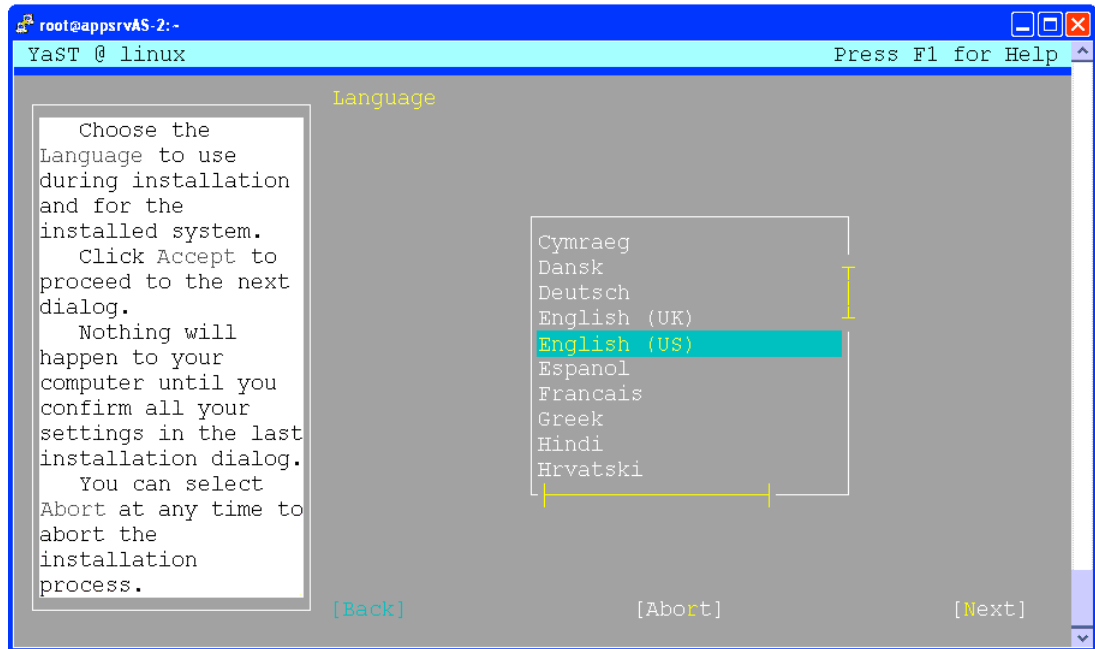 root@appsrvAS-2:~
YaST @ linux
Press F1 for Help
Language
Choose the
Language to use
during installation
and for the
installed system.
Click Accept to
proceed to the next
dialog.
Nothing will
happen to your
computer until you
confirm all your
settings in the last
installation dialog.
You can select
Abort at any time to
abort the
installation
process.
Cymraeg
Dansk
Deutsch
English (UK)
English (US)
Espanol
Francais
Greek
Hindi
Hrvatski
[Back]
[Abort]
[Next]